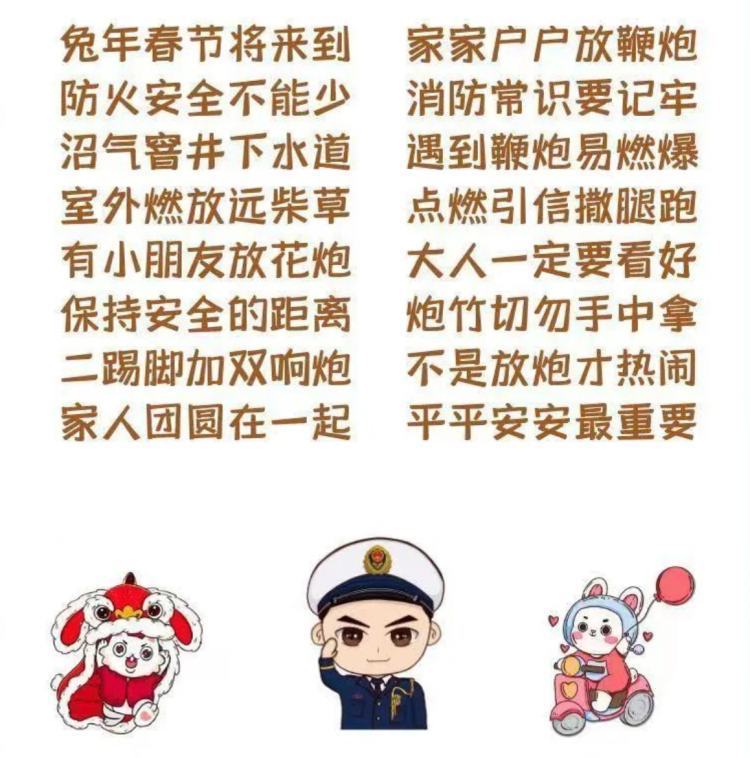 兔年春节将来到 家家户户放鞭炮
防火安全不能少 消防常识要记牢
沼气窖井下水道 遇到鞭炮易燃爆
室外燃放远柴草 点燃引信撒腿跑
有小朋友放花炮 大人一定要看好
保持安全的距离 炮竹切勿手中拿
二踢脚加双响炮 不是放炮才热闹
家人团圆在一起 平平安安最重要